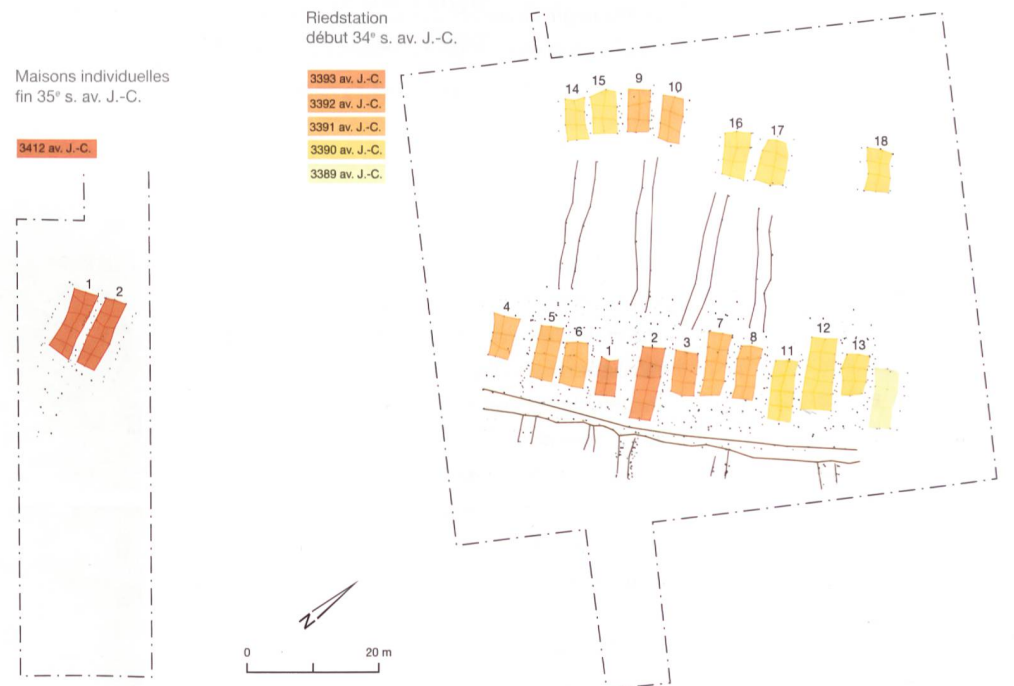 Riedstation
début 34e s. av. J.-C.
Maisons individuelles
fin 35e s. av. J.-C.
3412 av. J.-C.
3393 av. J.-C.
3392 av. J.-C.
3391 av. J.-C.
3390 av. J.-C.
3389 av. J.-C.
14 15 9 10
16 17 18
1 2
4 5 6 1 2 3 7 8 11 12 13
N
0 20 m